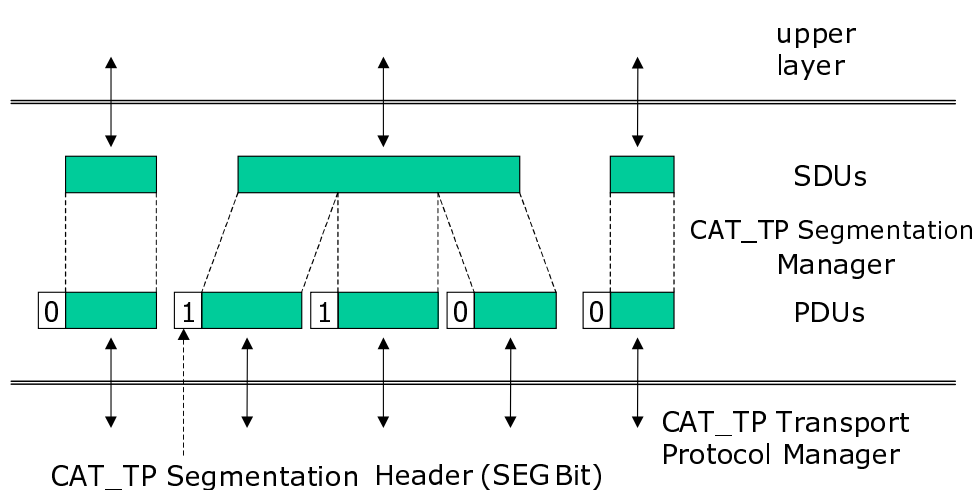 upper
layer
SDUs
CAT_TP Segmentation
Manager
0 1 1 0 0 PDUs
CAT_TP Transport
Protocol Manager
CAT_TP Segmentation Header (SEG Bit)